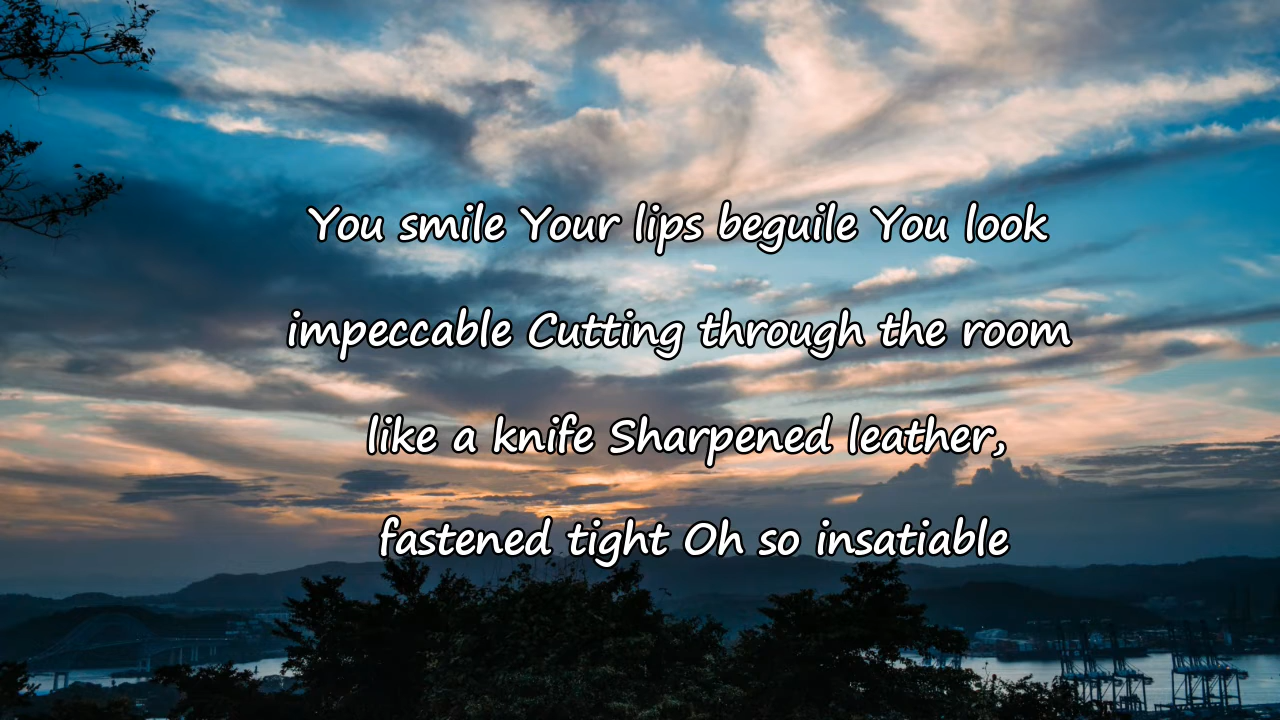 You smile Your lips beguile You look
impeccable Cutting through the room
like a knife Sharpened leather,
fastened tight Oh so insatiable